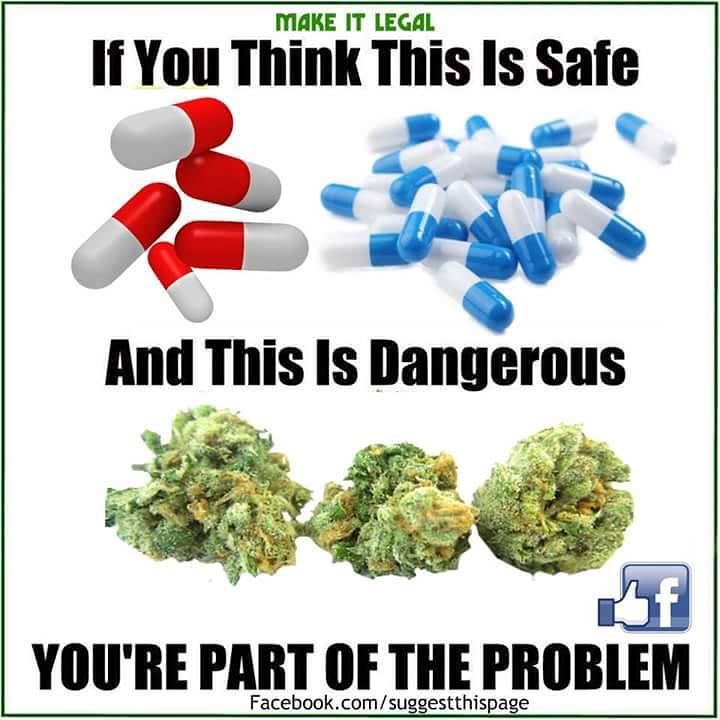 MAKE IT LEGAL
If You Think This Is Safe
And This Is Dangerous
f
YOU'RE PART OF THE PROBLEM
Facebook.com/suggestthispage